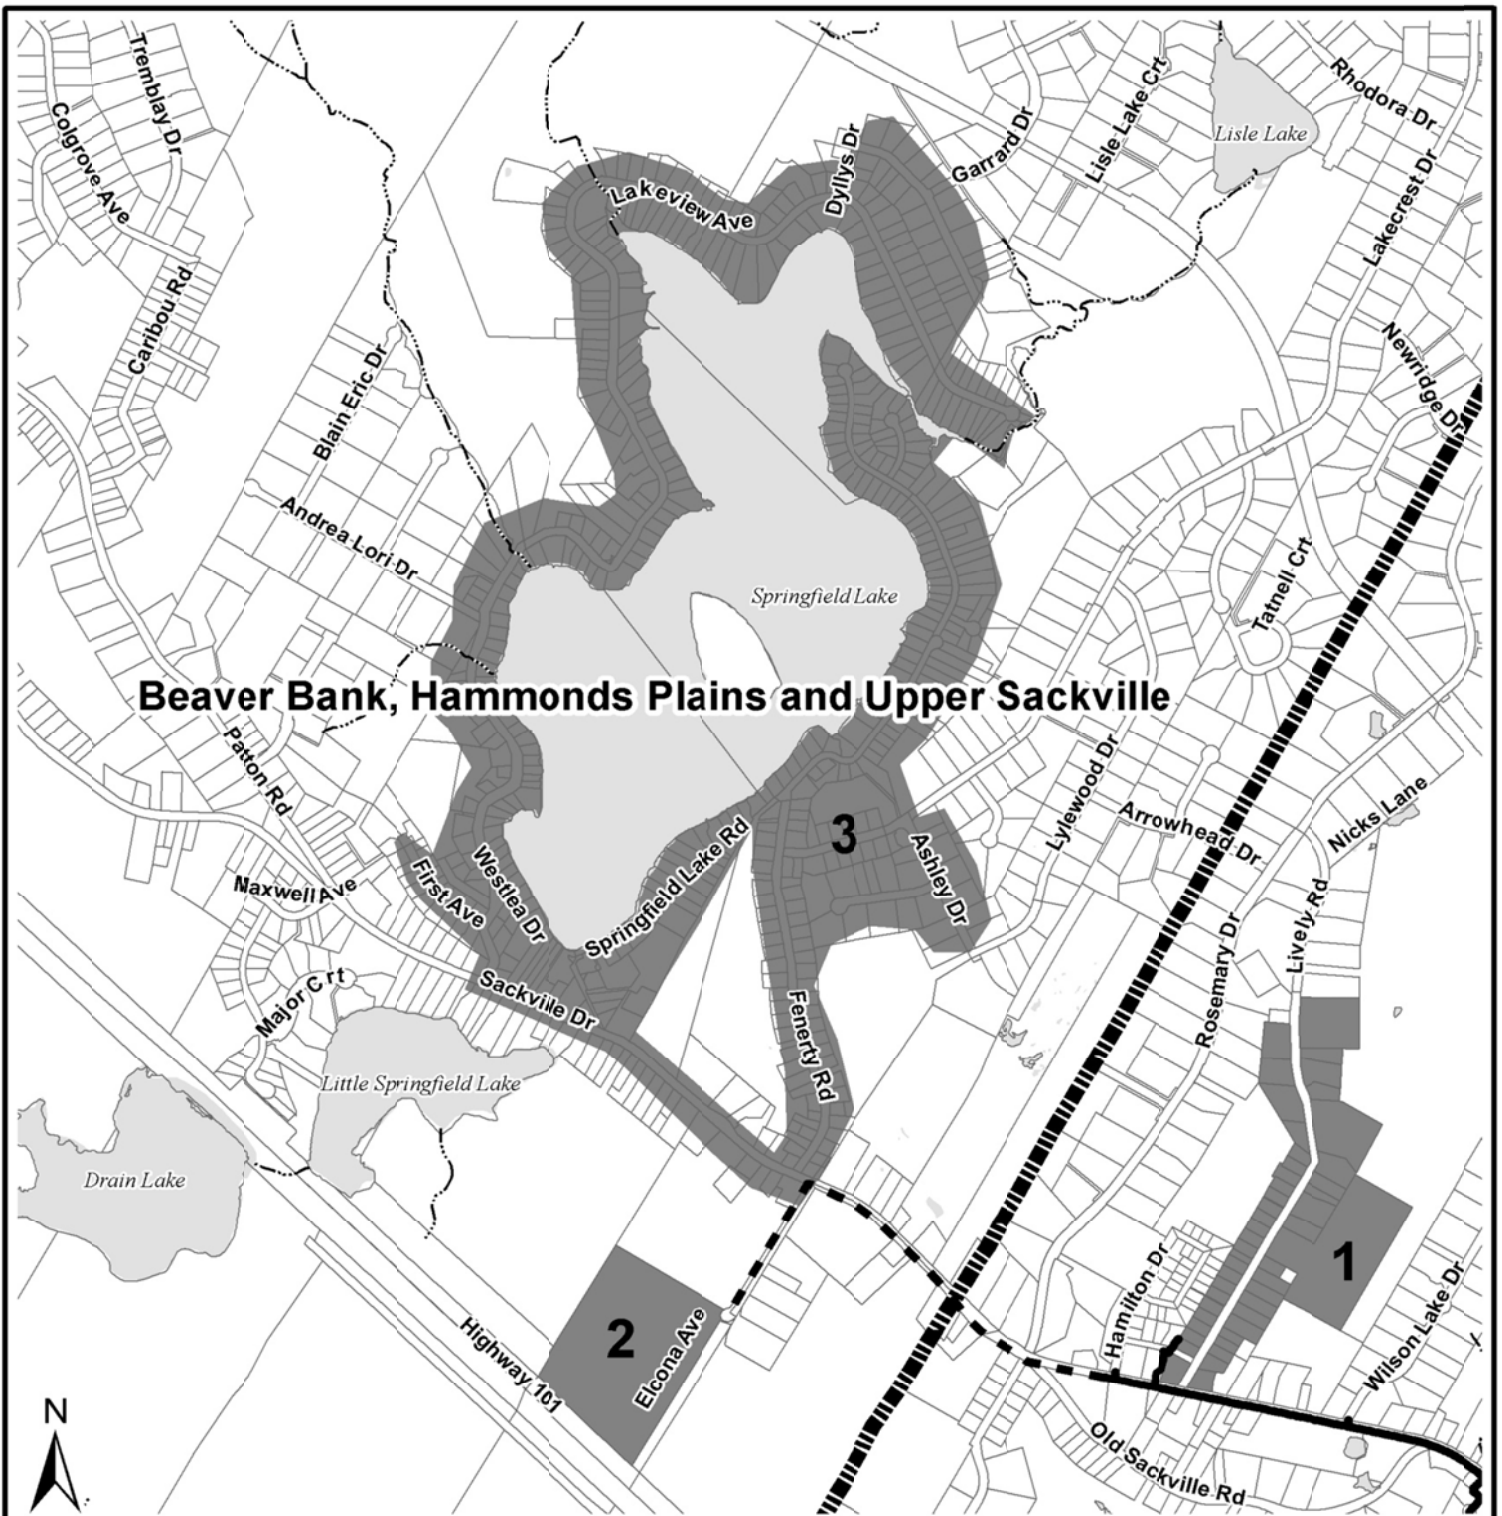 Tremblay Dr
Colgrove Ave
Caribou Rd
Blain Eric Dr
Andrea Lori Dr
Lakeview Ave
Dyllys Dr
Garrard Dr
Lisle Lake Crt
Lisle Lake
Rhodora Dr
Lakecrest Dr
Newridge Dr
Tatnell Crt
Springfield Lake
Beaver Bank, Hammonds Plains and Upper Sackville
Patton Rd
Maxwell Ave
First Ave
Westlea Dr
Springfield Lake Rd
3
Ashley Dr
Lylewood Dr
Arrowhead Dr
Nicks Lane
Lively Rd
Rosemary Dr
Major Crt
Sackville Dr
Fenerty Rd
Little Springfield Lake
Drain Lake
Highway 101
2
Elcona Ave
Hamilton Dr
1
Wilson Lake Dr
Old Sackville Rd
N